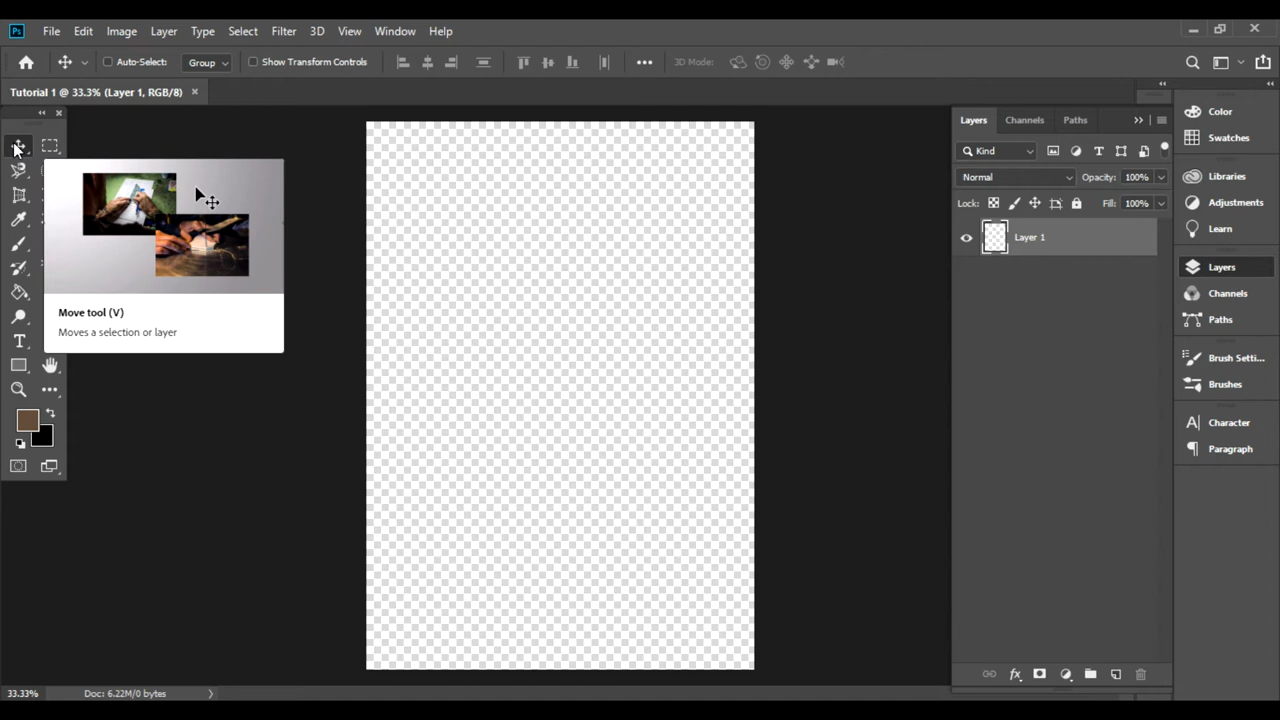 Ps File Edit Image Layer Type Select Filter 3D View Window Help
Auto-Select: Group Show Transform Controls 3D Mode:
Tutorial 1 @ 33.3% (Layer 1, RGB/8)
Move tool (V)
Moves a selection or layer
T
Layers Channels Paths
Kind T
Normal Opacity: 100%
Lock: Fill: 100%
Layer 1
fx
Color
Swatches
Libraries
Adjustments
Learn
Layers
Channels
Paths
Brush Setti...
Brushes
A Character
Paragraph
33.33% Doc: 6.22M/0 bytes